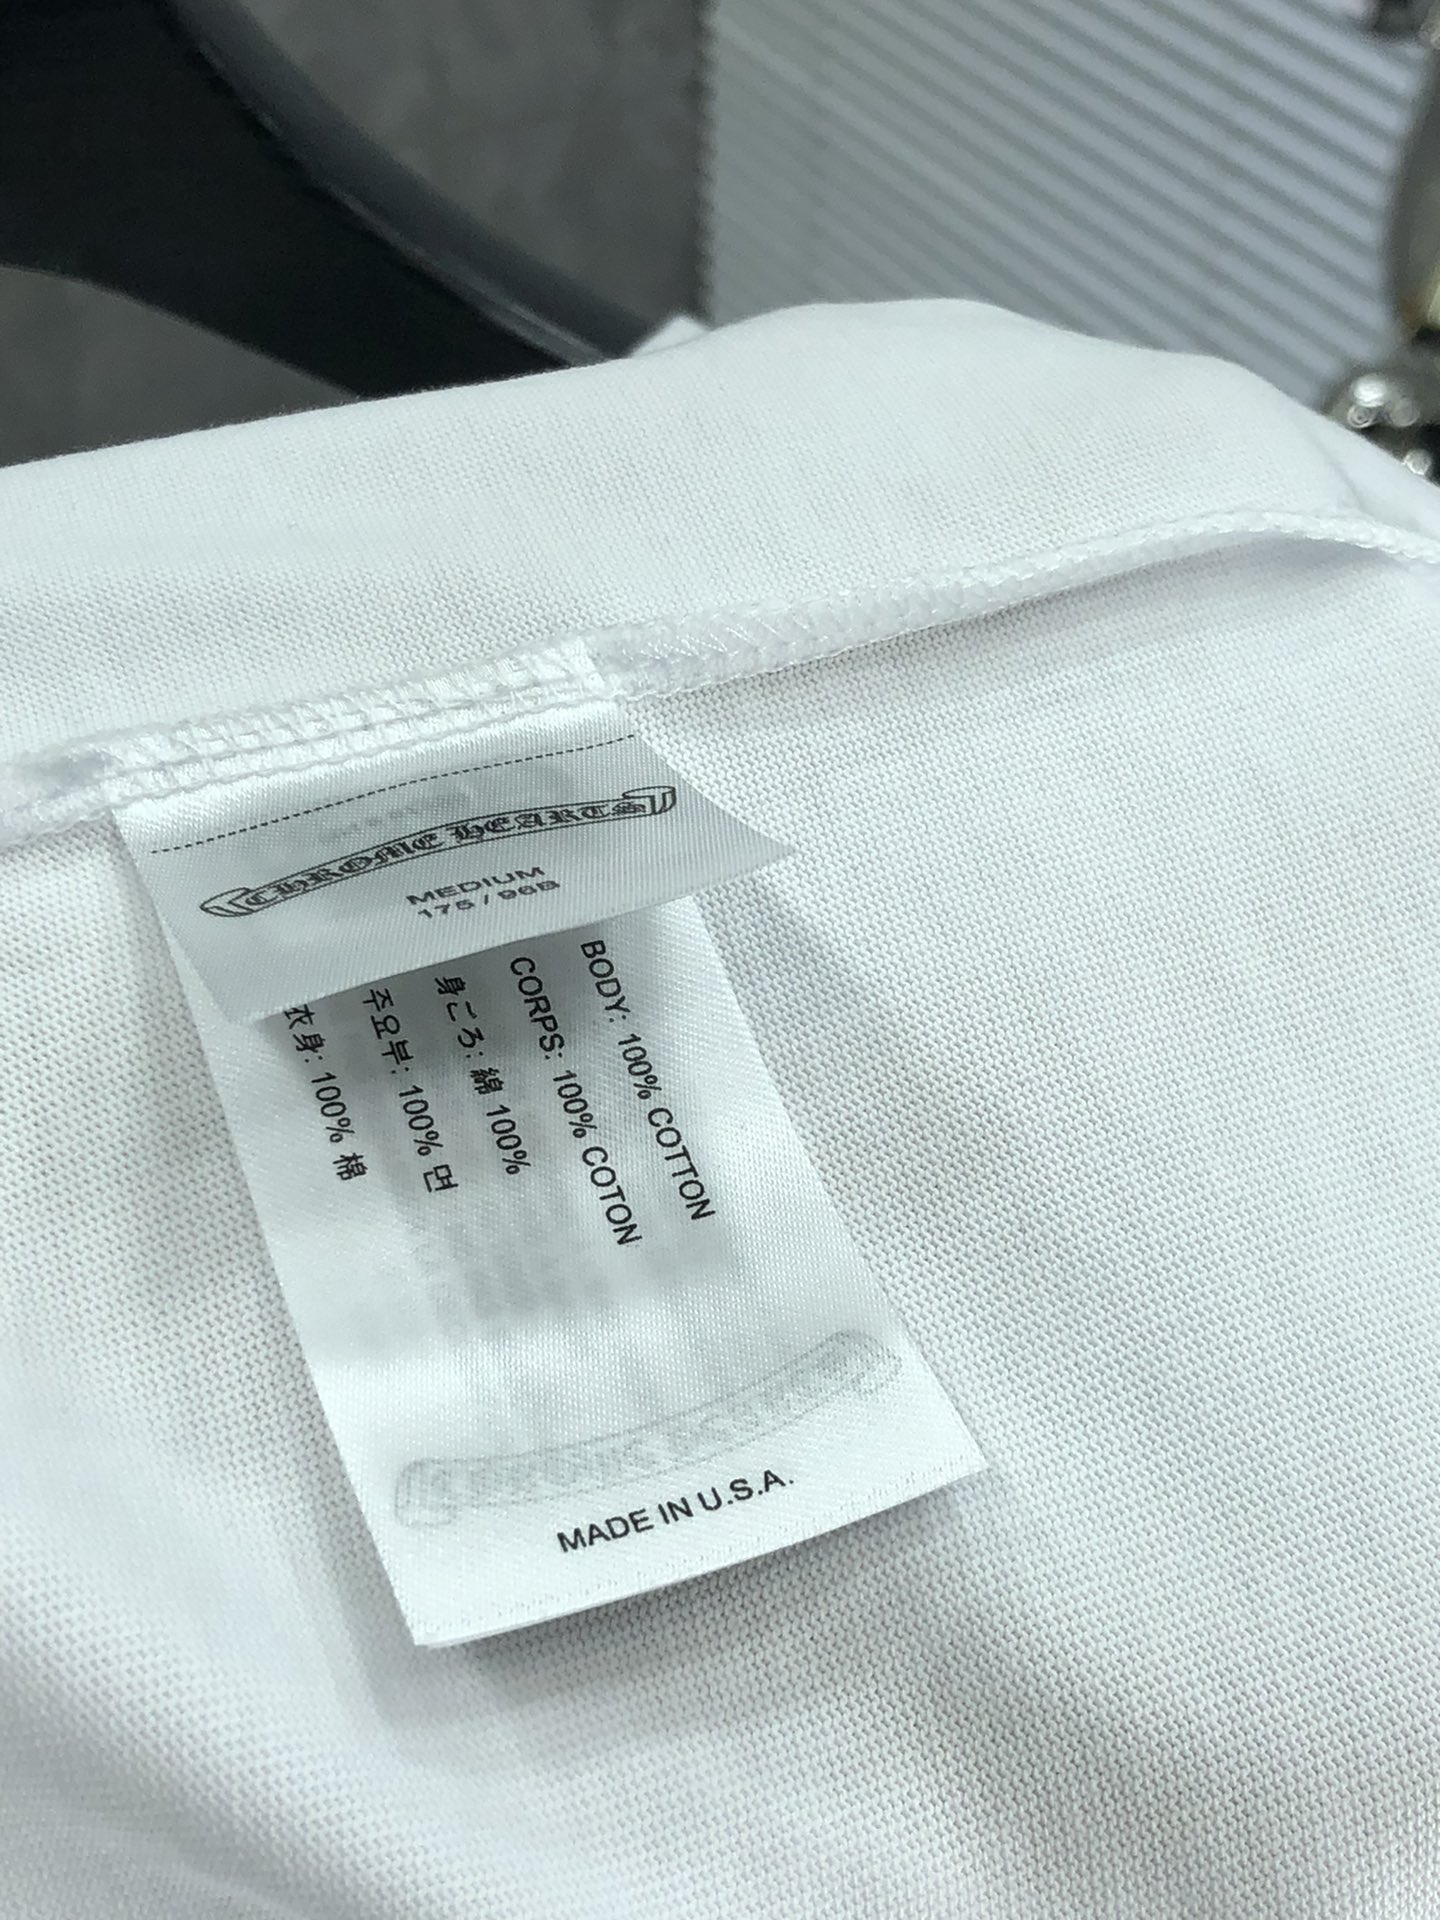 CHROME HEARTS
MEDIUM
175 / 96B
BODY: 100% COTTON
CORPS: 100% COTON
身ごろ: 綿 100%
주요부: 100% 면
衣身: 100% 棉
MADE IN U.S.A.